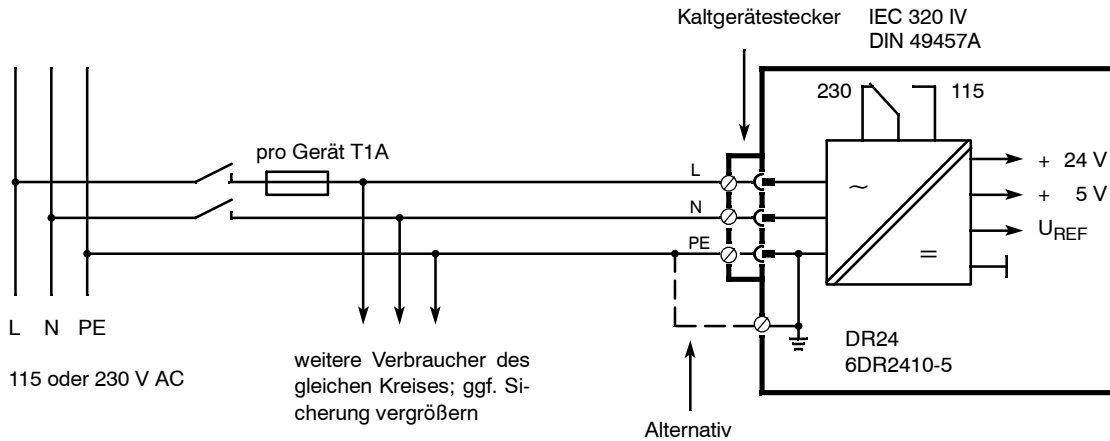 Kaltgerätestecker IEC 320 IV
DIN 49457A
230 115
pro Gerät T1A
L
N
PE
~
=
+ 24 V
+ 5 V
UREF
L N PE
115 oder 230 V AC
weitere Verbraucher des
gleichen Kreises; ggf. Si-
cherung vergrößern
Alternativ
DR24
6DR2410-5